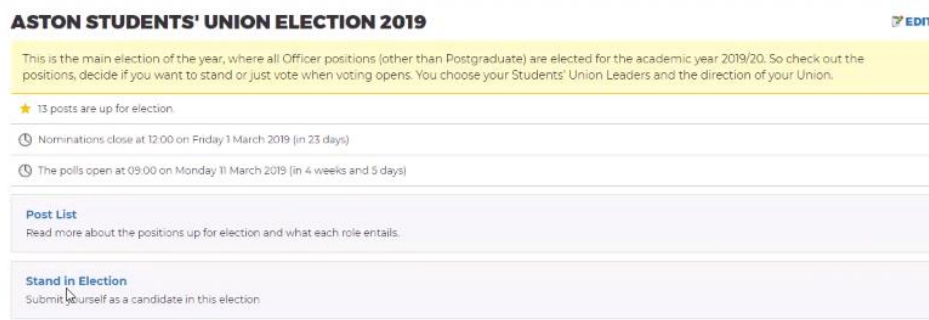 ASTON STUDENTS' UNION ELECTION 2019
EDIT
This is the main election of the year, where all Officer positions (other than Postgraduate) are elected for the academic year 2019/20. So check out the
positions, decide if you want to stand or just vote when voting opens. You choose your Students' Union Leaders and the direction of your Union.
13 posts are up for election.
Nominations close at 12:00 on Friday 1 March 2019 (in 23 days)
The polls open at 09:00 on Monday 11 March 2019 (in 4 weeks and 5 days)
Post List
Read more about the positions up for election and what each role entails.
Stand in Election
Submit yourself as a candidate in this election